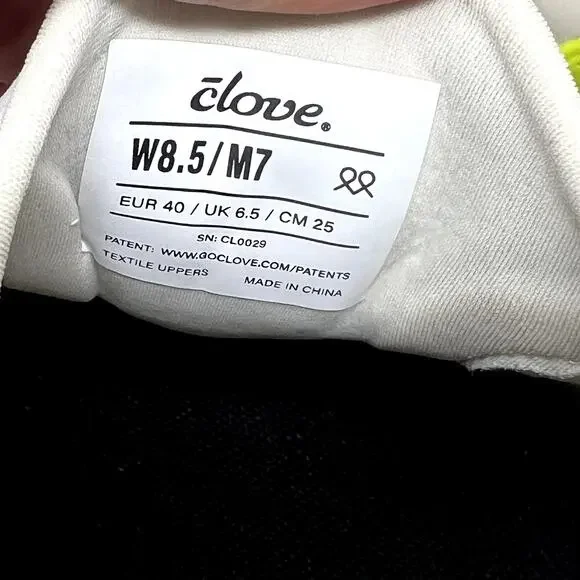 clove®
W8.5/M7
EUR 40 / UK 6.5 / CM 25
SN: CL0029
PATENT: WWW.GOCLOVE.COM/PATENTS
TEXTILE UPPERS MADE IN CHINA